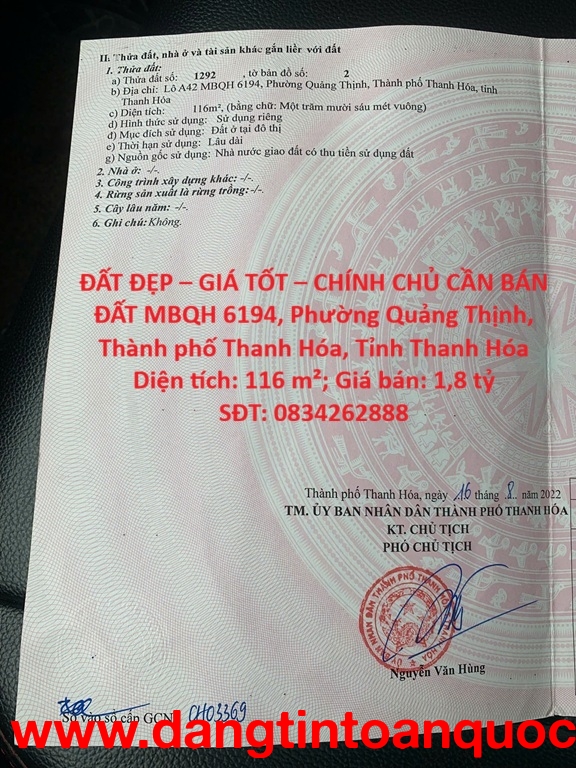 II. Thửa đất, nhà ở và tài sản khác gắn liền với đất
1. Thửa đất:
a) Thửa đất số: 1292 , tờ bản đồ số: 2
b) Địa chỉ: Lô A42 MBQH 6194, Phường Quảng Thịnh, Thành phố Thanh Hóa, tỉnh
Thanh Hóa
c) Diện tích: 116m², (bằng chữ: Một trăm mười sáu mét vuông)
d) Hình thức sử dụng: Sử dụng riêng
đ) Mục đích sử dụng: Đất ở tại đô thị
e) Thời hạn sử dụng: Lâu dài
g) Nguồn gốc sử dụng: Nhà nước giao đất có thu tiền sử dụng đất
2. Nhà ở: -/-.
3. Công trình xây dựng khác: -/-.
4. Rừng sản xuất là rừng trồng:-/-.
5. Cây lâu năm: -/-.
6. Ghi chú: Không.
ĐẤT ĐẸP – GIÁ TỐT – CHÍNH CHỦ CẦN BÁN
ĐẤT MBQH 6194, Phường Quảng Thịnh,
Thành phố Thanh Hóa, Tỉnh Thanh Hóa
Diện tích: 116 m²; Giá bán: 1,8 tỷ
SĐT: 0834262888
Thành phố Thanh Hóa, ngày 16 tháng 8 năm 2022
TM. ỦY BAN NHÂN DÂN THÀNH PHỐ THANH HÓA
KT. CHỦ TỊCH
PHÓ CHỦ TỊCH
Nguyễn Văn Hùng
Số vào sổ cấp GCN: CH03369
www.dangtintoanquoc